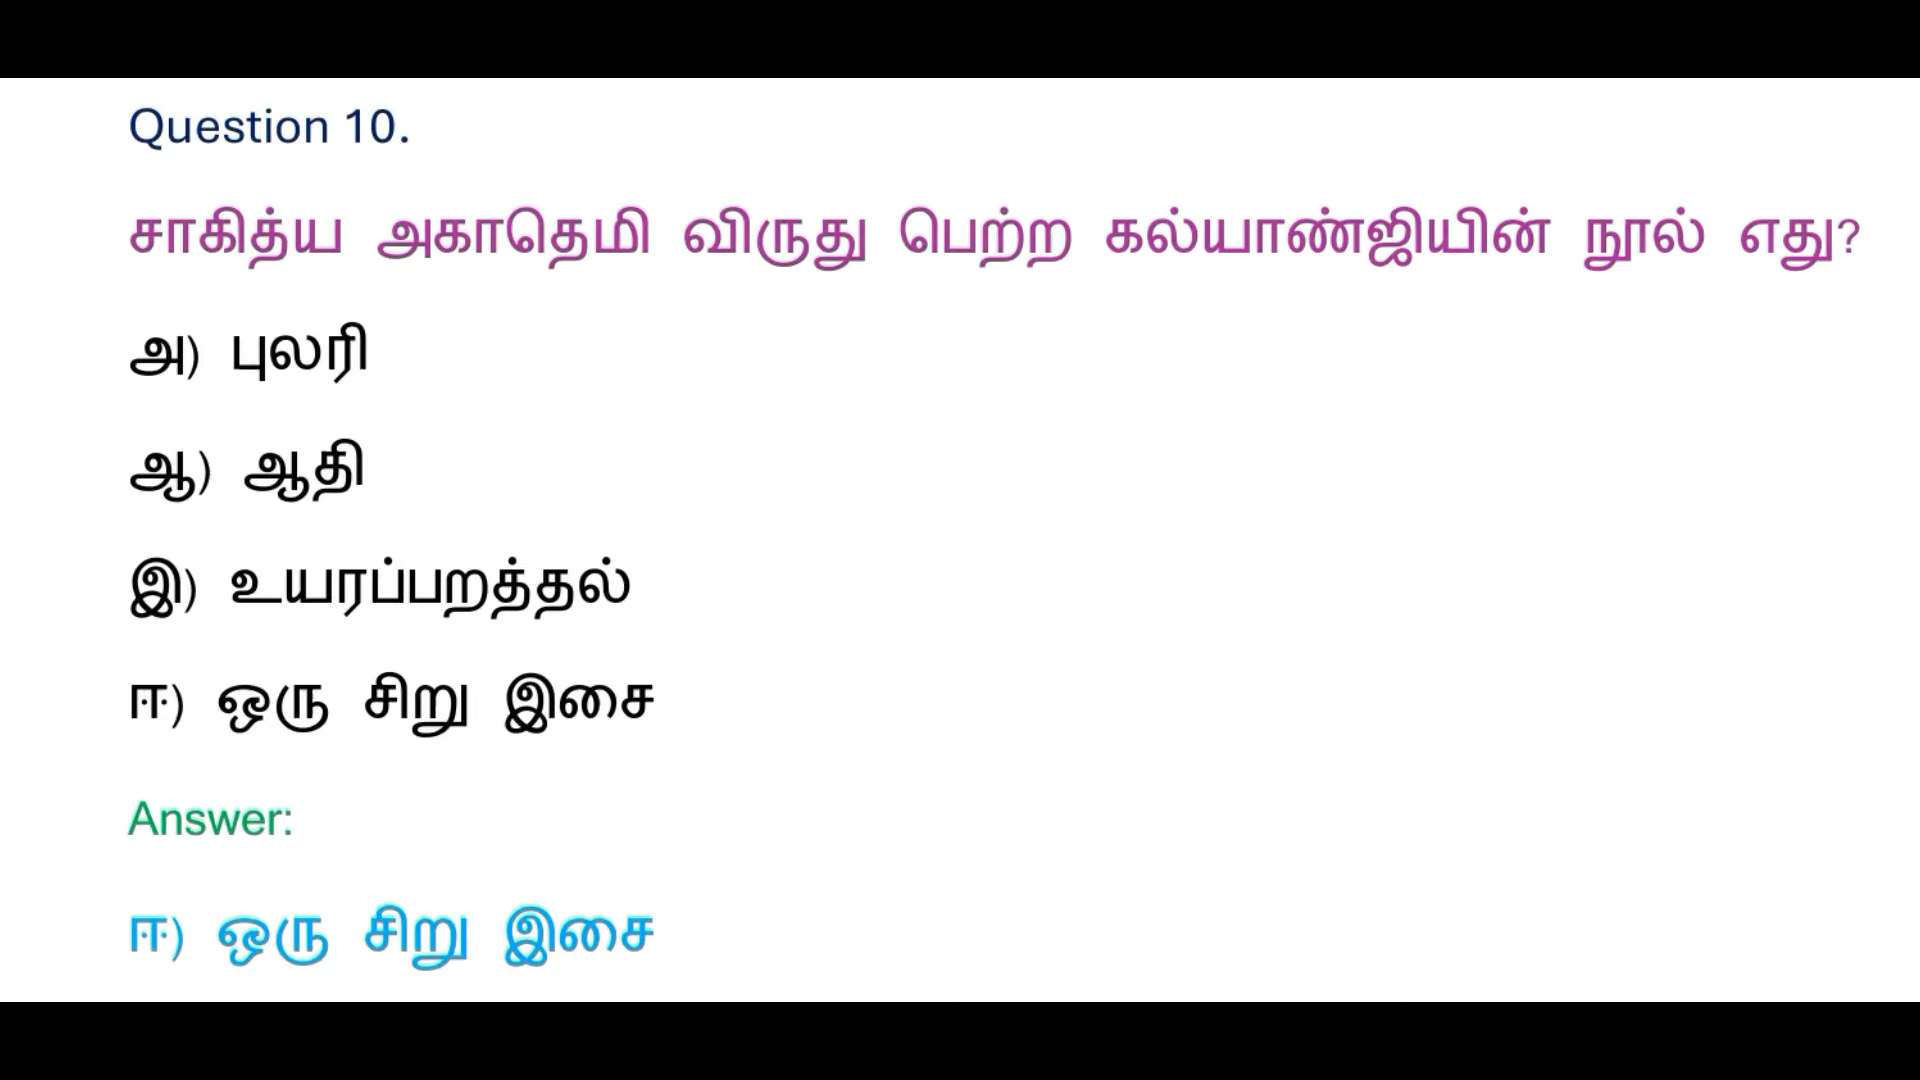 Question 10.
சாகித்ய அகாதெமி விருது பெற்ற கல்யாண்ஜியின் நூல் எது?
அ) புலரி
ஆ) ஆதி
இ) உயரப்பறத்தல்
ஈ) ஒரு சிறு இசை
Answer:
ஈ) ஒரு சிறு இசை